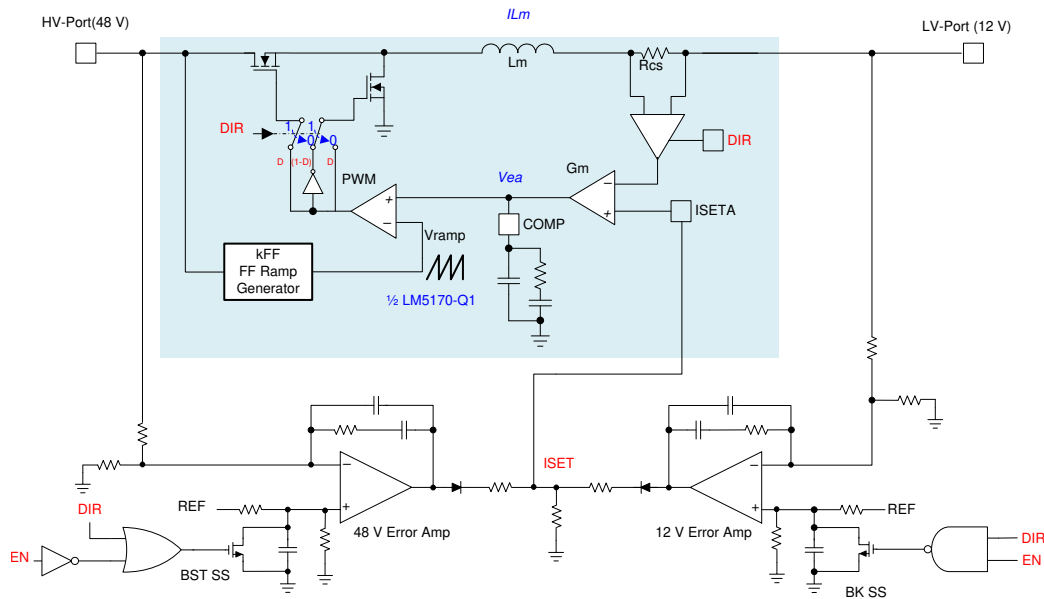 ILm
HV-Port(48 V)
LV-Port (12 V)
Lm
Rcs
DIR
1
1
0
0
DIR
D
(1-D)
D
PWM
Vea
Gm
−
+
ISETA
+
−
COMP
Vramp
kFF
FF Ramp
Generator
½ LM5170-Q1
−
+
48 V Error Amp
ISET
−
+
12 V Error Amp
REF
REF
DIR
EN
BST SS
BK SS
DIR
EN